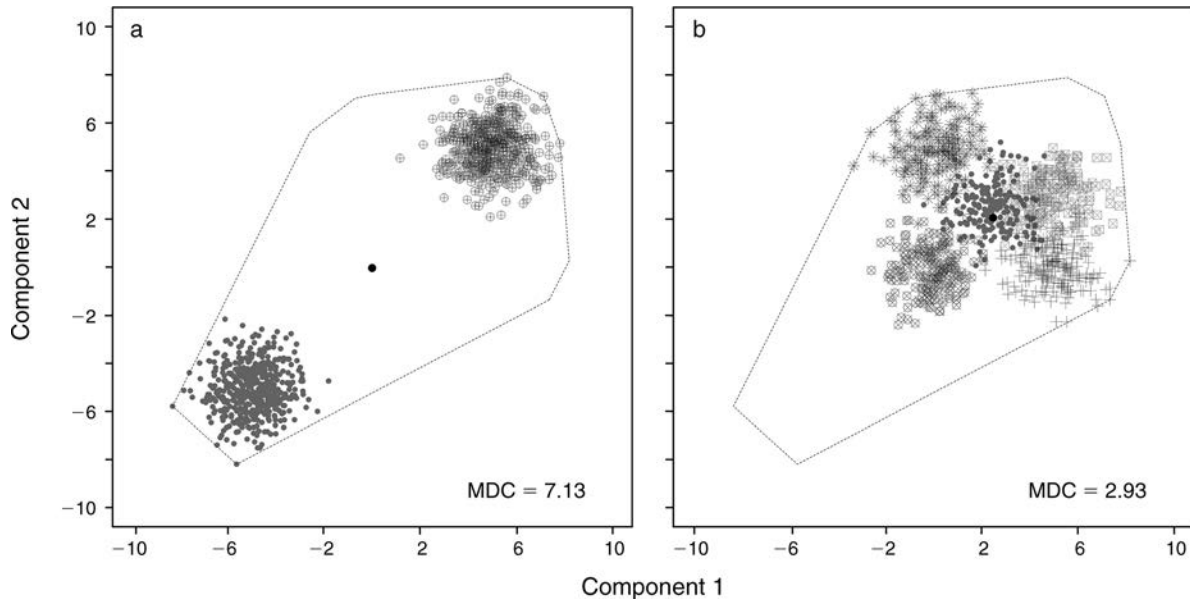 a
b
10
6
2
−2
−6
−10
Component 2
MDC = 7.13
MDC = 2.93
−10 −6 −2 2 6 10
−10 −6 −2 2 6 10
Component 1